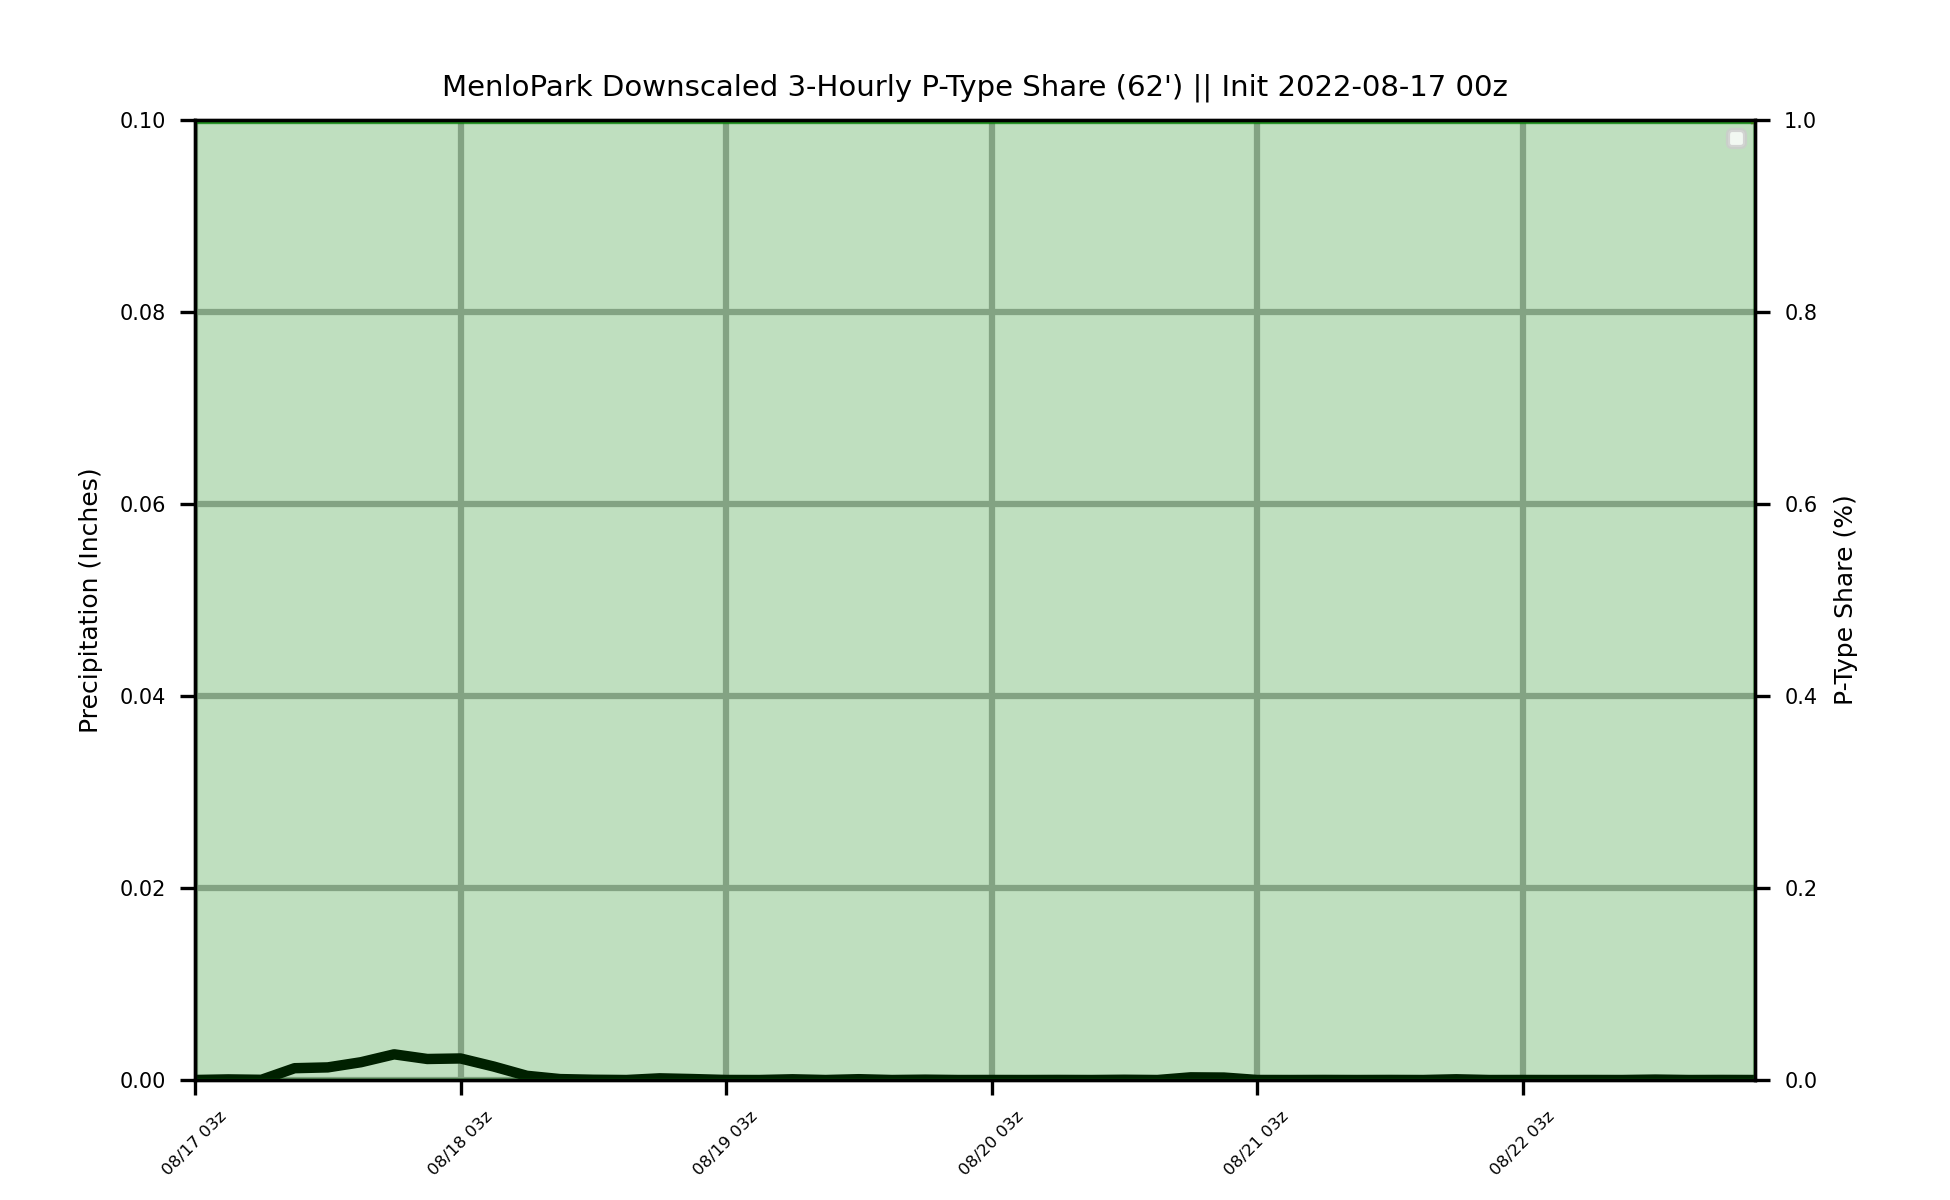 MenloPark Downscaled 3-Hourly P-Type Share (62') || Init 2022-08-17 00z
Precipitation (Inches)
0.10
0.08
0.06
0.04
0.02
0.00
1.0
0.8
0.6
0.4
0.2
0.0
P-Type Share (%)
08/17 03z
08/18 03z
08/19 03z
08/20 03z
08/21 03z
08/22 03z